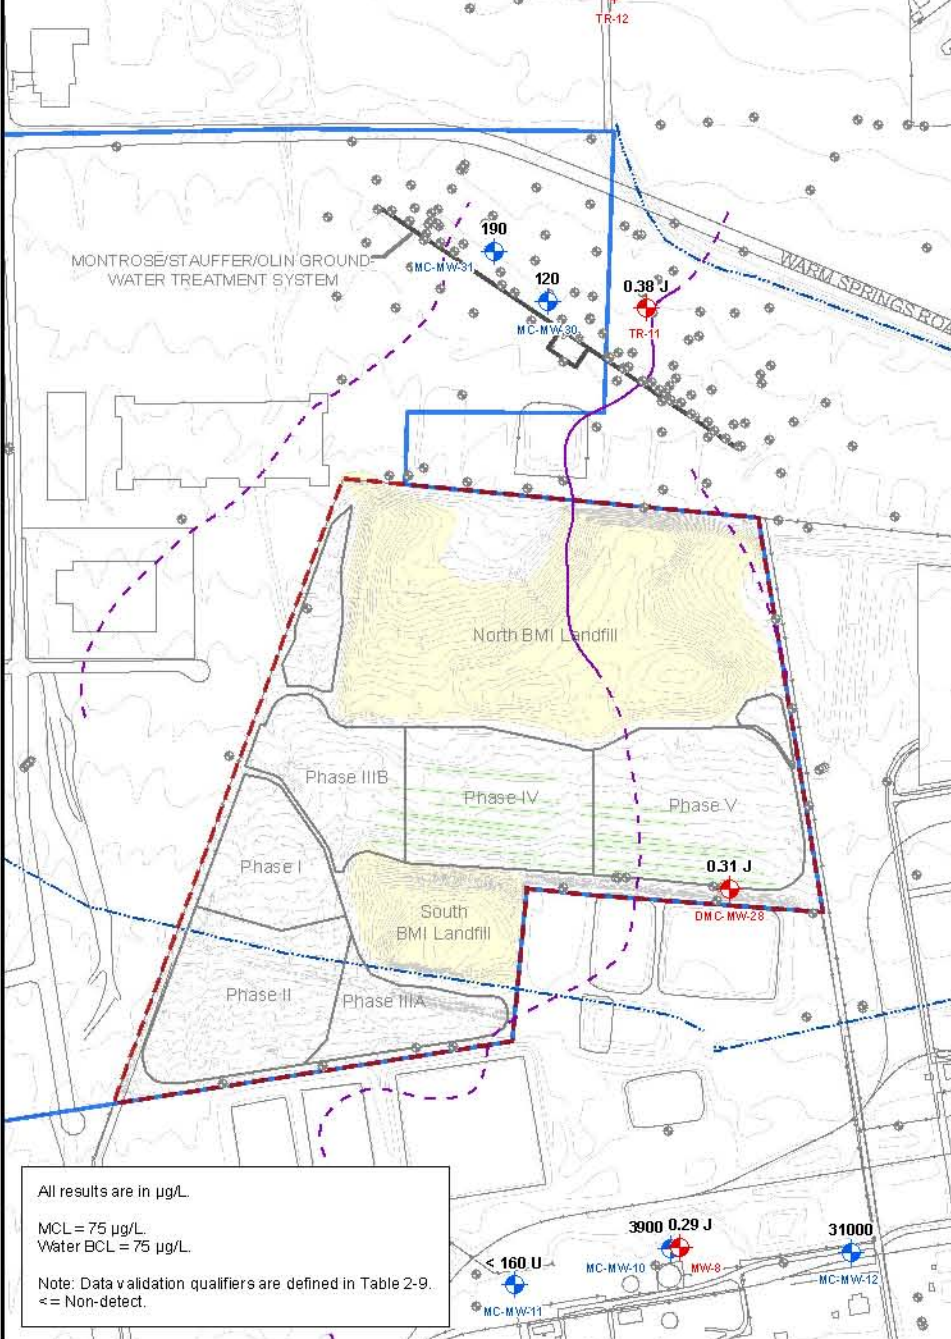 TR-12
190
MONTROSE/STAUFFER/OLIN GROUND-
WATER TREATMENT SYSTEM
MC-MW-31
120
MC-MW-30
0.38 J
TR-11
WARM SPRINGS ROA
North BMI Landfill
Phase IIIB
Phase IV
Phase V
Phase I
0.31 J
DMC-MW-28
South
BMI Landfill
Phase II
Phase IIIA
All results are in µg/L.
MCL = 75 µg/L.
Water BCL = 75 µg/L.
Note: Data validation qualifiers are defined in Table 2-9.
< = Non-detect.
< 160 U
MC-MW-11
3900 0.29 J
MC-MW-10
MW-8
31000
MC-MW-12